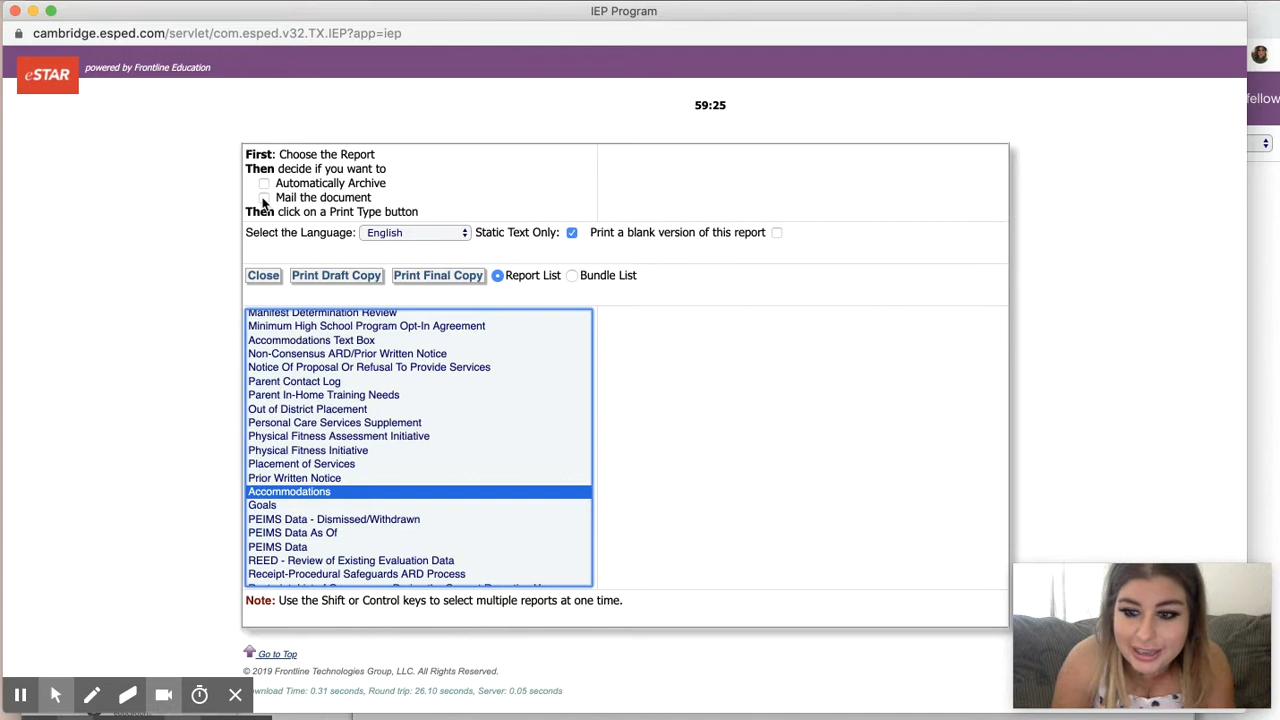 IEP Program
cambridge.esped.com/servlet/com.esped.v32.TX.IEP?app=iep
eSTAR
powered by Frontline Education
fellow
59:25
First: Choose the Report
Then decide if you want to
Automatically Archive
Mail the document
Then click on a Print Type button
Select the Language: English Static Text Only: Print a blank version of this report
Close Print Draft Copy Print Final Copy Report List Bundle List
Manifest Determination Review
Minimum High School Program Opt-In Agreement
Accommodations Text Box
Non-Consensus ARD/Prior Written Notice
Notice Of Proposal Or Refusal To Provide Services
Parent Contact Log
Parent In-Home Training Needs
Out of District Placement
Personal Care Services Supplement
Physical Fitness Assessment Initiative
Physical Fitness Initiative
Placement of Services
Prior Written Notice
Accommodations
Goals
PEIMS Data - Dismissed/Withdrawn
PEIMS Data As Of
PEIMS Data
REED - Review of Existing Evaluation Data
Receipt-Procedural Safeguards ARD Process
Note: Use the Shift or Control keys to select multiple reports at one time.
Go to Top
© 2019 Frontline Technologies Group, LLC. All Rights Reserved.
ownload Time: 0.31 seconds, Round trip: 26.10 seconds, Server: 0.05 seconds